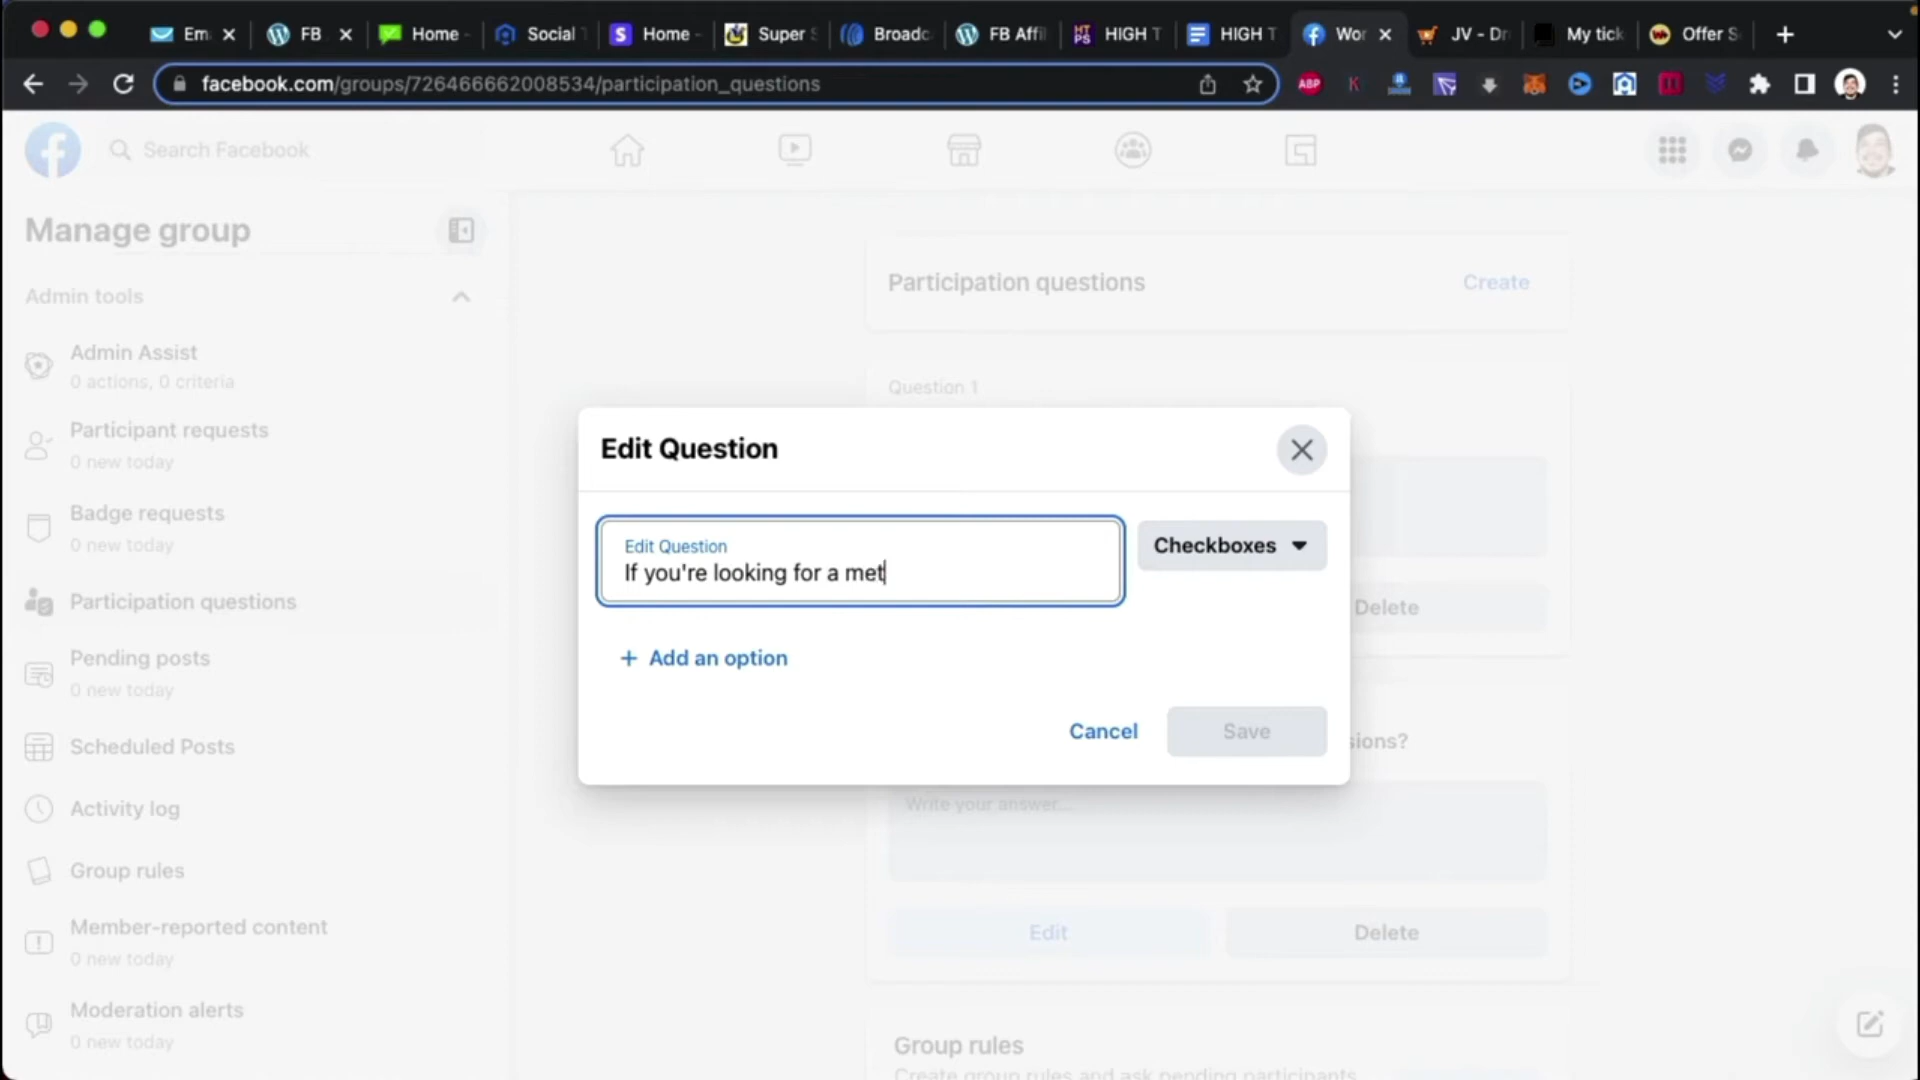 Em
FB
Home
Social
Home
Super S
Broadc
FB Affi
HIGH T
HIGH T
Wor
JV - Dr
My tick
Offer S
facebook.com/groups/726466662008534/participation_questions
ABP
K
Search Facebook
Manage group
Admin tools
Admin Assist
0 actions, 0 criteria
Participant requests
0 new today
Badge requests
0 new today
Participation questions
Pending posts
0 new today
Scheduled Posts
Activity log
Group rules
Member-reported content
0 new today
Moderation alerts
0 new today
Participation questions
Create
Question 1
Edit Question
Edit Question
If you're looking for a met
Checkboxes
+ Add an option
Cancel
Save
Delete
sions?
Write your answer...
Edit
Delete
Group rules
Create group rules and ask pending participants